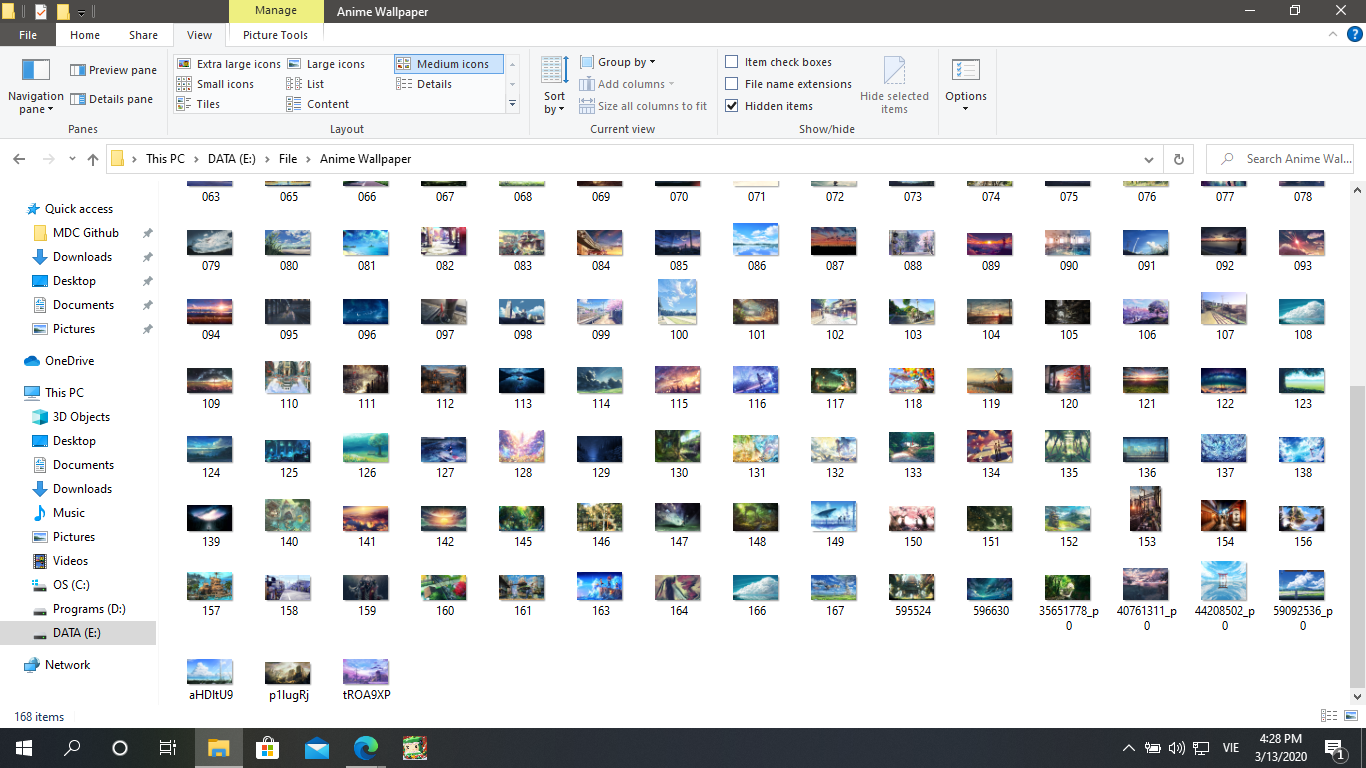 Manage
Anime Wallpaper
File
Home
Share
View
Picture Tools
Navigation pane
Preview pane
Details pane
Panes
Extra large icons
Large icons
Medium icons
Small icons
List
Details
Tiles
Content
Layout
Sort by
Group by
Add columns
Size all columns to fit
Current view
Item check boxes
File name extensions
Hidden items
Hide selected items
Show/hide
Options
This PC > DATA (E:) > File > Anime Wallpaper
Search Anime Wal...
Quick access
MDC Github
Downloads
Desktop
Documents
Pictures
OneDrive
This PC
3D Objects
Desktop
Documents
Downloads
Music
Pictures
Videos
OS (C:)
Programs (D:)
DATA (E:)
Network
063 065 066 067 068 069 070 071 072 073 074 075 076 077 078
079 080 081 082 083 084 085 086 087 088 089 090 091 092 093
094 095 096 097 098 099 100 101 102 103 104 105 106 107 108
109 110 111 112 113 114 115 116 117 118 119 120 121 122 123
124 125 126 127 128 129 130 131 132 133 134 135 136 137 138
139 140 141 142 143 145 146 147 148 149 150 151 152 153 154 156
157 158 159 160 161 163 164 166 167 595524 596630 35651778_p0 40761311_p0 44208502_p0 59092536_p0
aHDItU9 p1IugRj tROA9XP
168 items
VIE
4:28 PM
3/13/2020
1